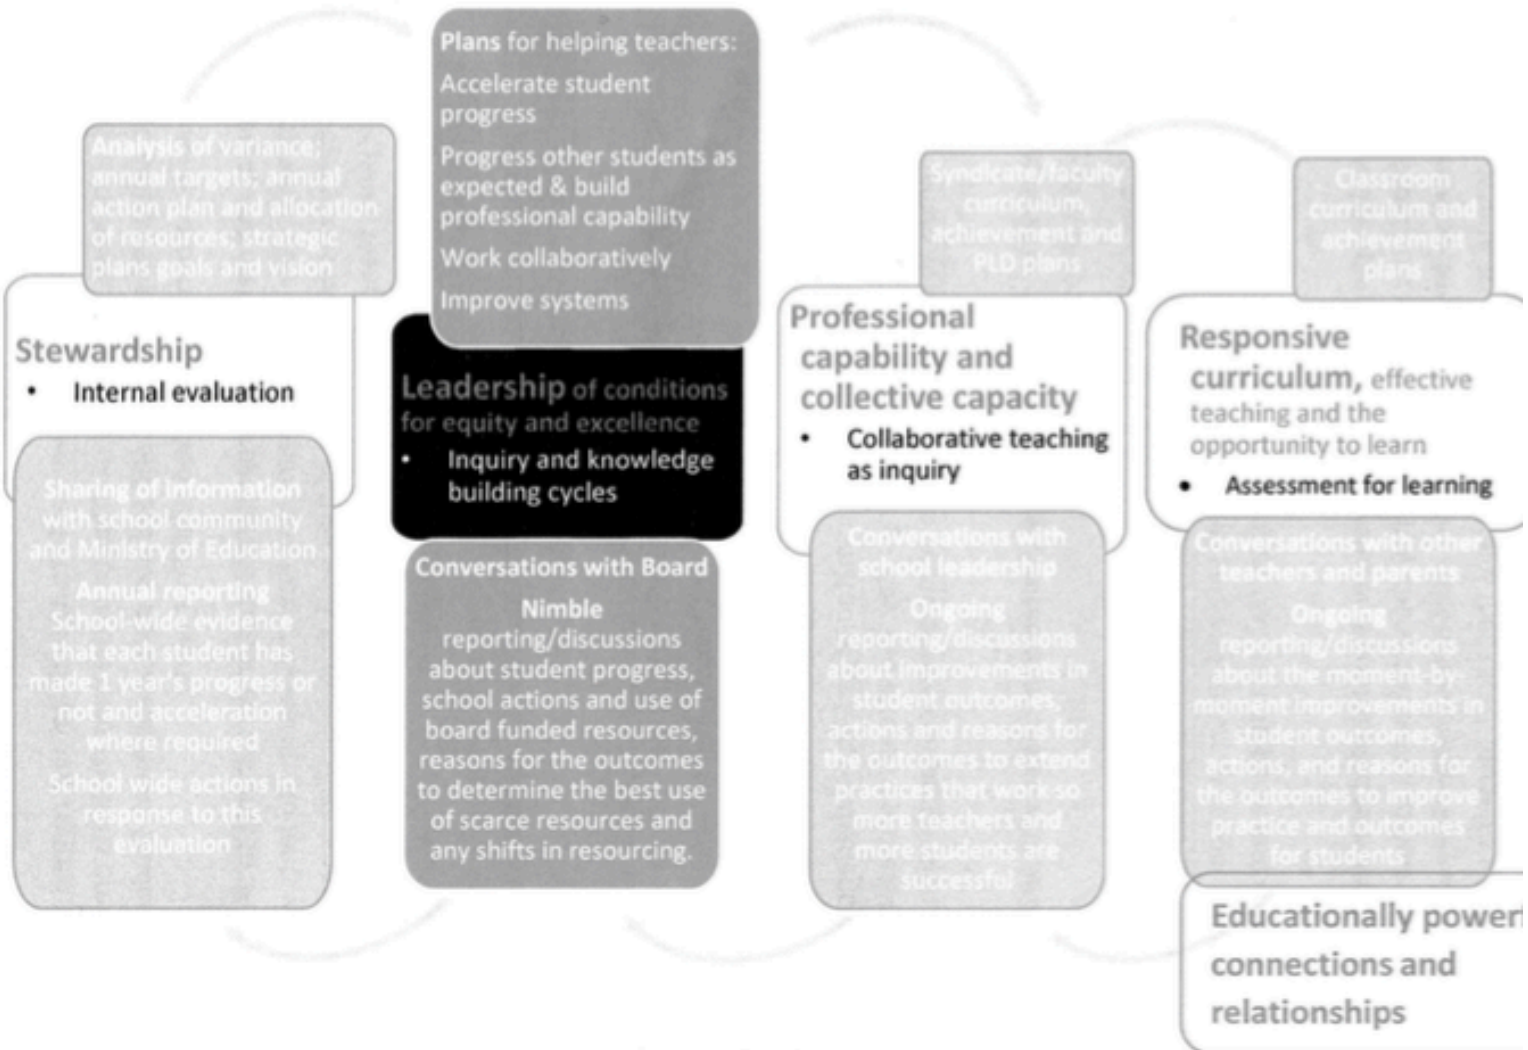 Analysis of variance;
annual targets; annual
action plan and allocation
of resources; strategic
plans goals and vision
Stewardship
• Internal evaluation
Sharing of information
with school community
and Ministry of Education
Annual reporting
School-wide evidence
that each student has
made 1 year's progress or
not and acceleration
where required
School wide actions in
response to this
evaluation
Plans for helping teachers:
Accelerate student
progress
Progress other students as
expected & build
professional capability
Work collaboratively
Improve systems
Leadership of conditions
for equity and excellence
• Inquiry and knowledge
building cycles
Conversations with Board
Nimble
reporting/discussions
about student progress,
school actions and use of
board funded resources,
reasons for the outcomes
to determine the best use
of scarce resources and
any shifts in resourcing.
Syndicate/faculty
curriculum,
achievement and
PLD plans
Professional
capability and
collective capacity
• Collaborative teaching
as inquiry
Conversations with
school leadership
Ongoing
reporting/discussions
about improvements in
student outcomes,
actions and reasons for
the outcomes to extend
practices that work so
more teachers and
more students are
successful
Classroom
curriculum and
achievement
plans
Responsive
curriculum, effective
teaching and the
opportunity to learn
• Assessment for learning
Conversations with other
teachers and parents
Ongoing
reporting/discussions
about the moment-by
moment improvements in
student outcomes,
actions, and reasons for
the outcomes to improve
practice and outcomes
for students
Educationally powerf
connections and
relationships